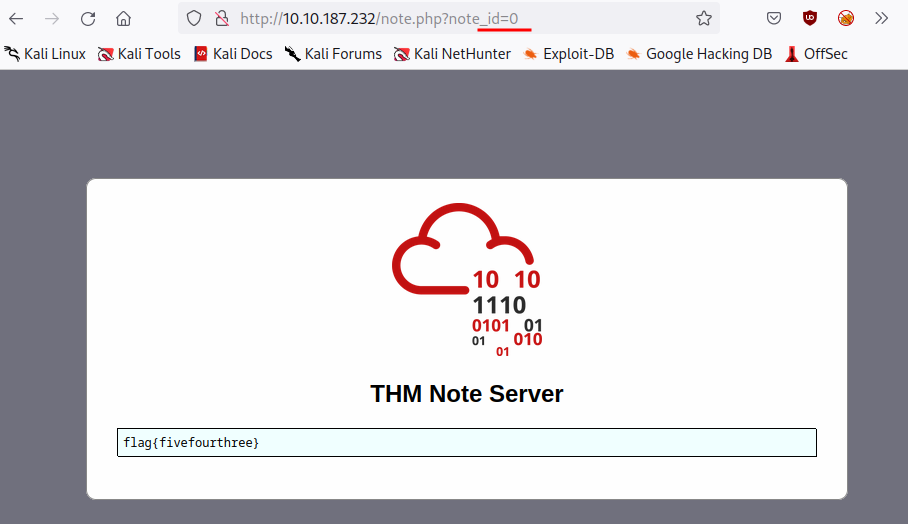 http://10.10.187.232/note.php?note_id=0
Kali Linux Kali Tools Kali Docs Kali Forums Kali NetHunter Exploit-DB Google Hacking DB OffSec
10 10
1110
0101 01
01 010
01
THM Note Server
flag{fivefourthree}